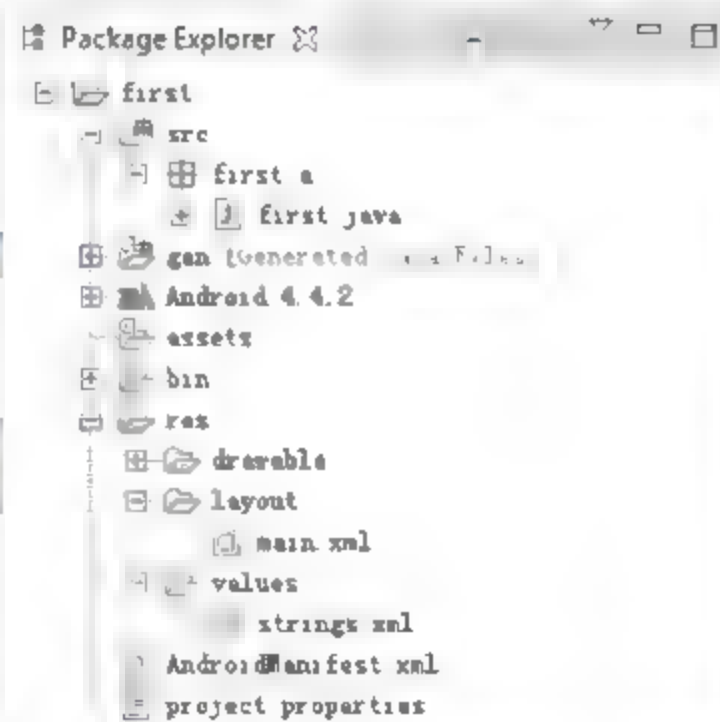 Package Explorer
first
src
first a
first java
gen [Generated
Android 4.4.2
assets
bin
res
drawable
layout
main xml
values
strings xml
AndroidManifest xml
project properties